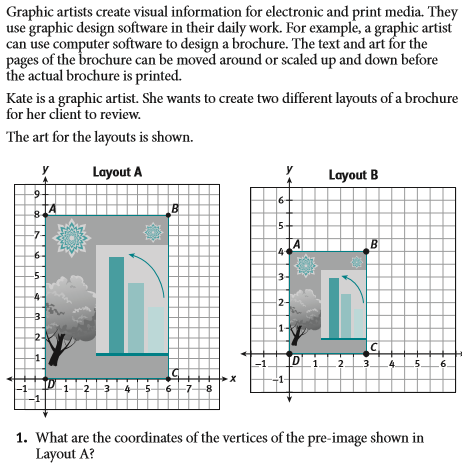 Graphic artists create visual information for electronic and print media. They
use graphic design software in their daily work. For example, a graphic artist
can use computer software to design a brochure. The text and art for the
pages of the brochure can be moved around or scaled up and down before
the actual brochure is printed.
Kate is a graphic artist. She wants to create two different layouts of a brochure
for her client to review.
The art for the layouts is shown.
Layout A
y
9
8
7
6
5
4
3
2
1
-1
A
B
C
D
-1 1 2 3 4 5 6 7 8
x
Layout B
y
6
5
4
3
2
1
-1
A
B
C
D
-1 1 2 3 4 5 6
1. What are the coordinates of the vertices of the pre-image shown in
Layout A?